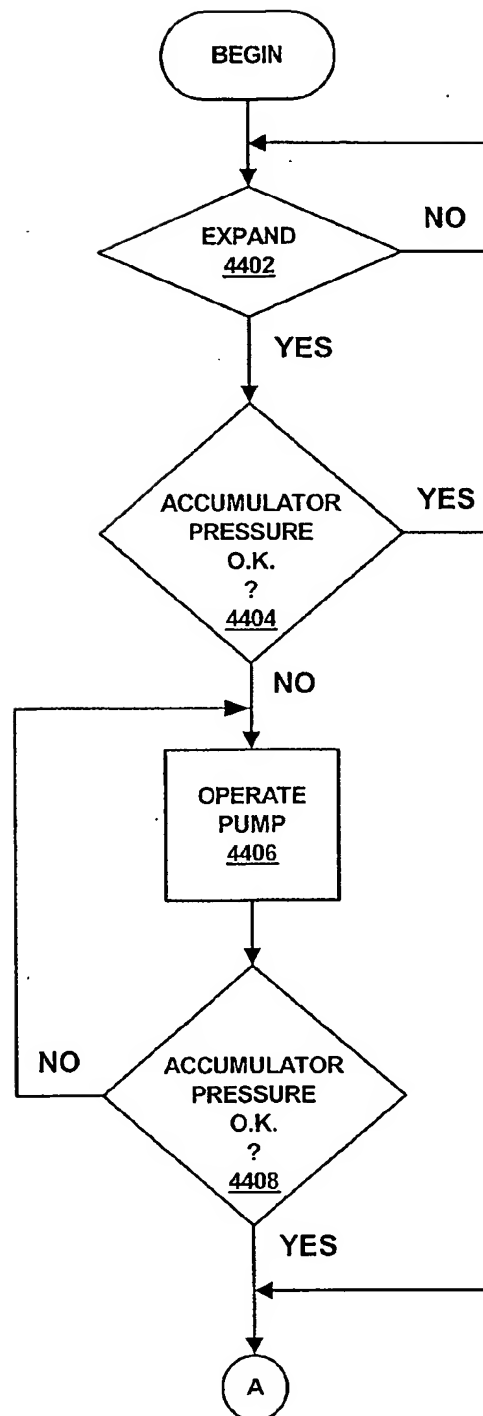 BEGIN
EXPAND
4402
NO
YES
ACCUMULATOR
PRESSURE
O.K.
?
4404
YES
NO
OPERATE
PUMP
4406
NO
ACCUMULATOR
PRESSURE
O.K.
?
4408
YES
A